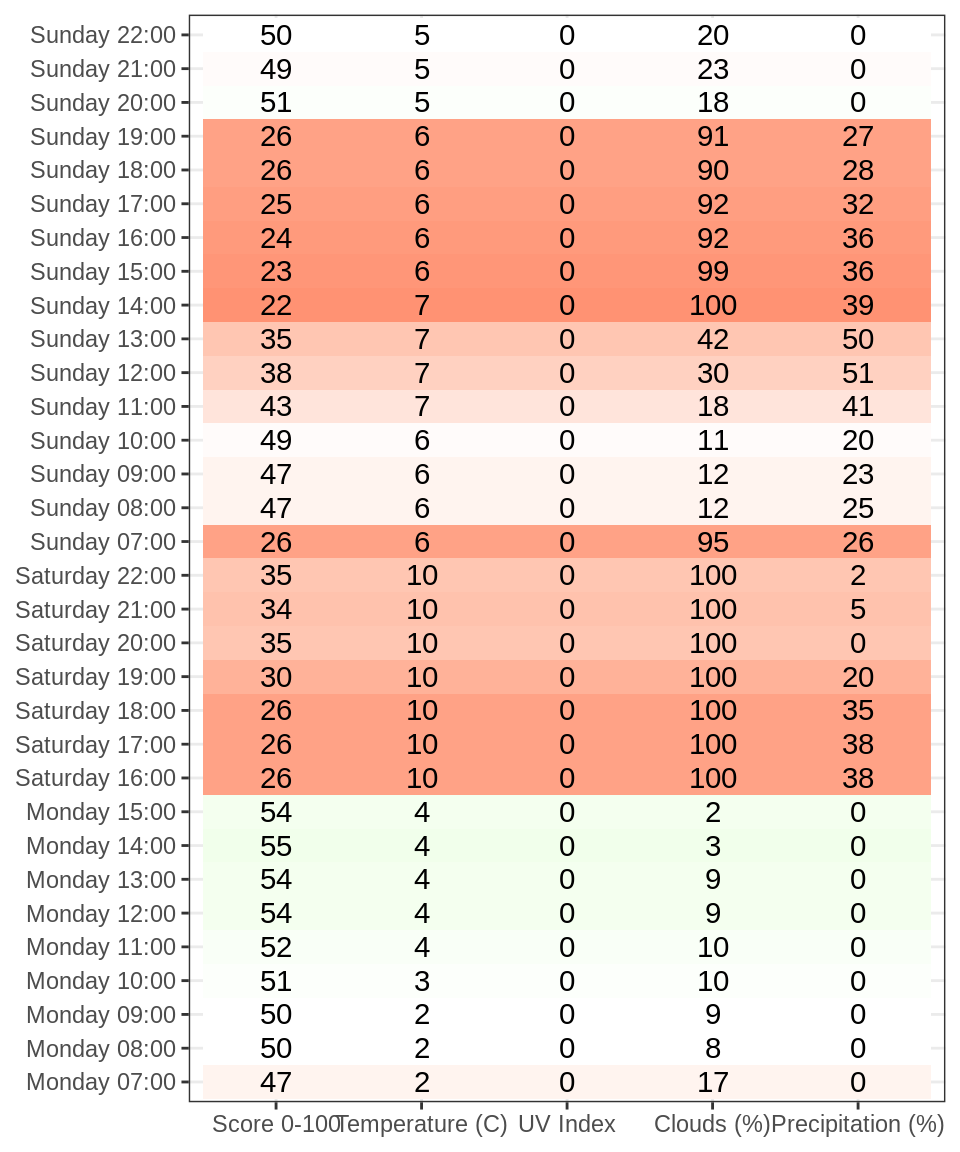 Sunday 22:00 50 5 0 20 0
Sunday 21:00 49 5 0 23 0
Sunday 20:00 51 5 0 18 0
Sunday 19:00 26 6 0 91 27
Sunday 18:00 26 6 0 90 28
Sunday 17:00 25 6 0 92 32
Sunday 16:00 24 6 0 92 36
Sunday 15:00 23 6 0 99 36
Sunday 14:00 22 7 0 100 39
Sunday 13:00 35 7 0 42 50
Sunday 12:00 38 7 0 30 51
Sunday 11:00 43 7 0 18 41
Sunday 10:00 49 6 0 11 20
Sunday 09:00 47 6 0 12 23
Sunday 08:00 47 6 0 12 25
Sunday 07:00 26 6 0 95 26
Saturday 22:00 35 10 0 100 2
Saturday 21:00 34 10 0 100 5
Saturday 20:00 35 10 0 100 0
Saturday 19:00 30 10 0 100 20
Saturday 18:00 26 10 0 100 35
Saturday 17:00 26 10 0 100 38
Saturday 16:00 26 10 0 100 38
Monday 15:00 54 4 0 2 0
Monday 14:00 55 4 0 3 0
Monday 13:00 54 4 0 9 0
Monday 12:00 54 4 0 9 0
Monday 11:00 52 4 0 10 0
Monday 10:00 51 3 0 10 0
Monday 09:00 50 2 0 9 0
Monday 08:00 50 2 0 8 0
Monday 07:00 47 2 0 17 0
Score 0-100 Temperature (C) UV Index Clouds (%) Precipitation (%)